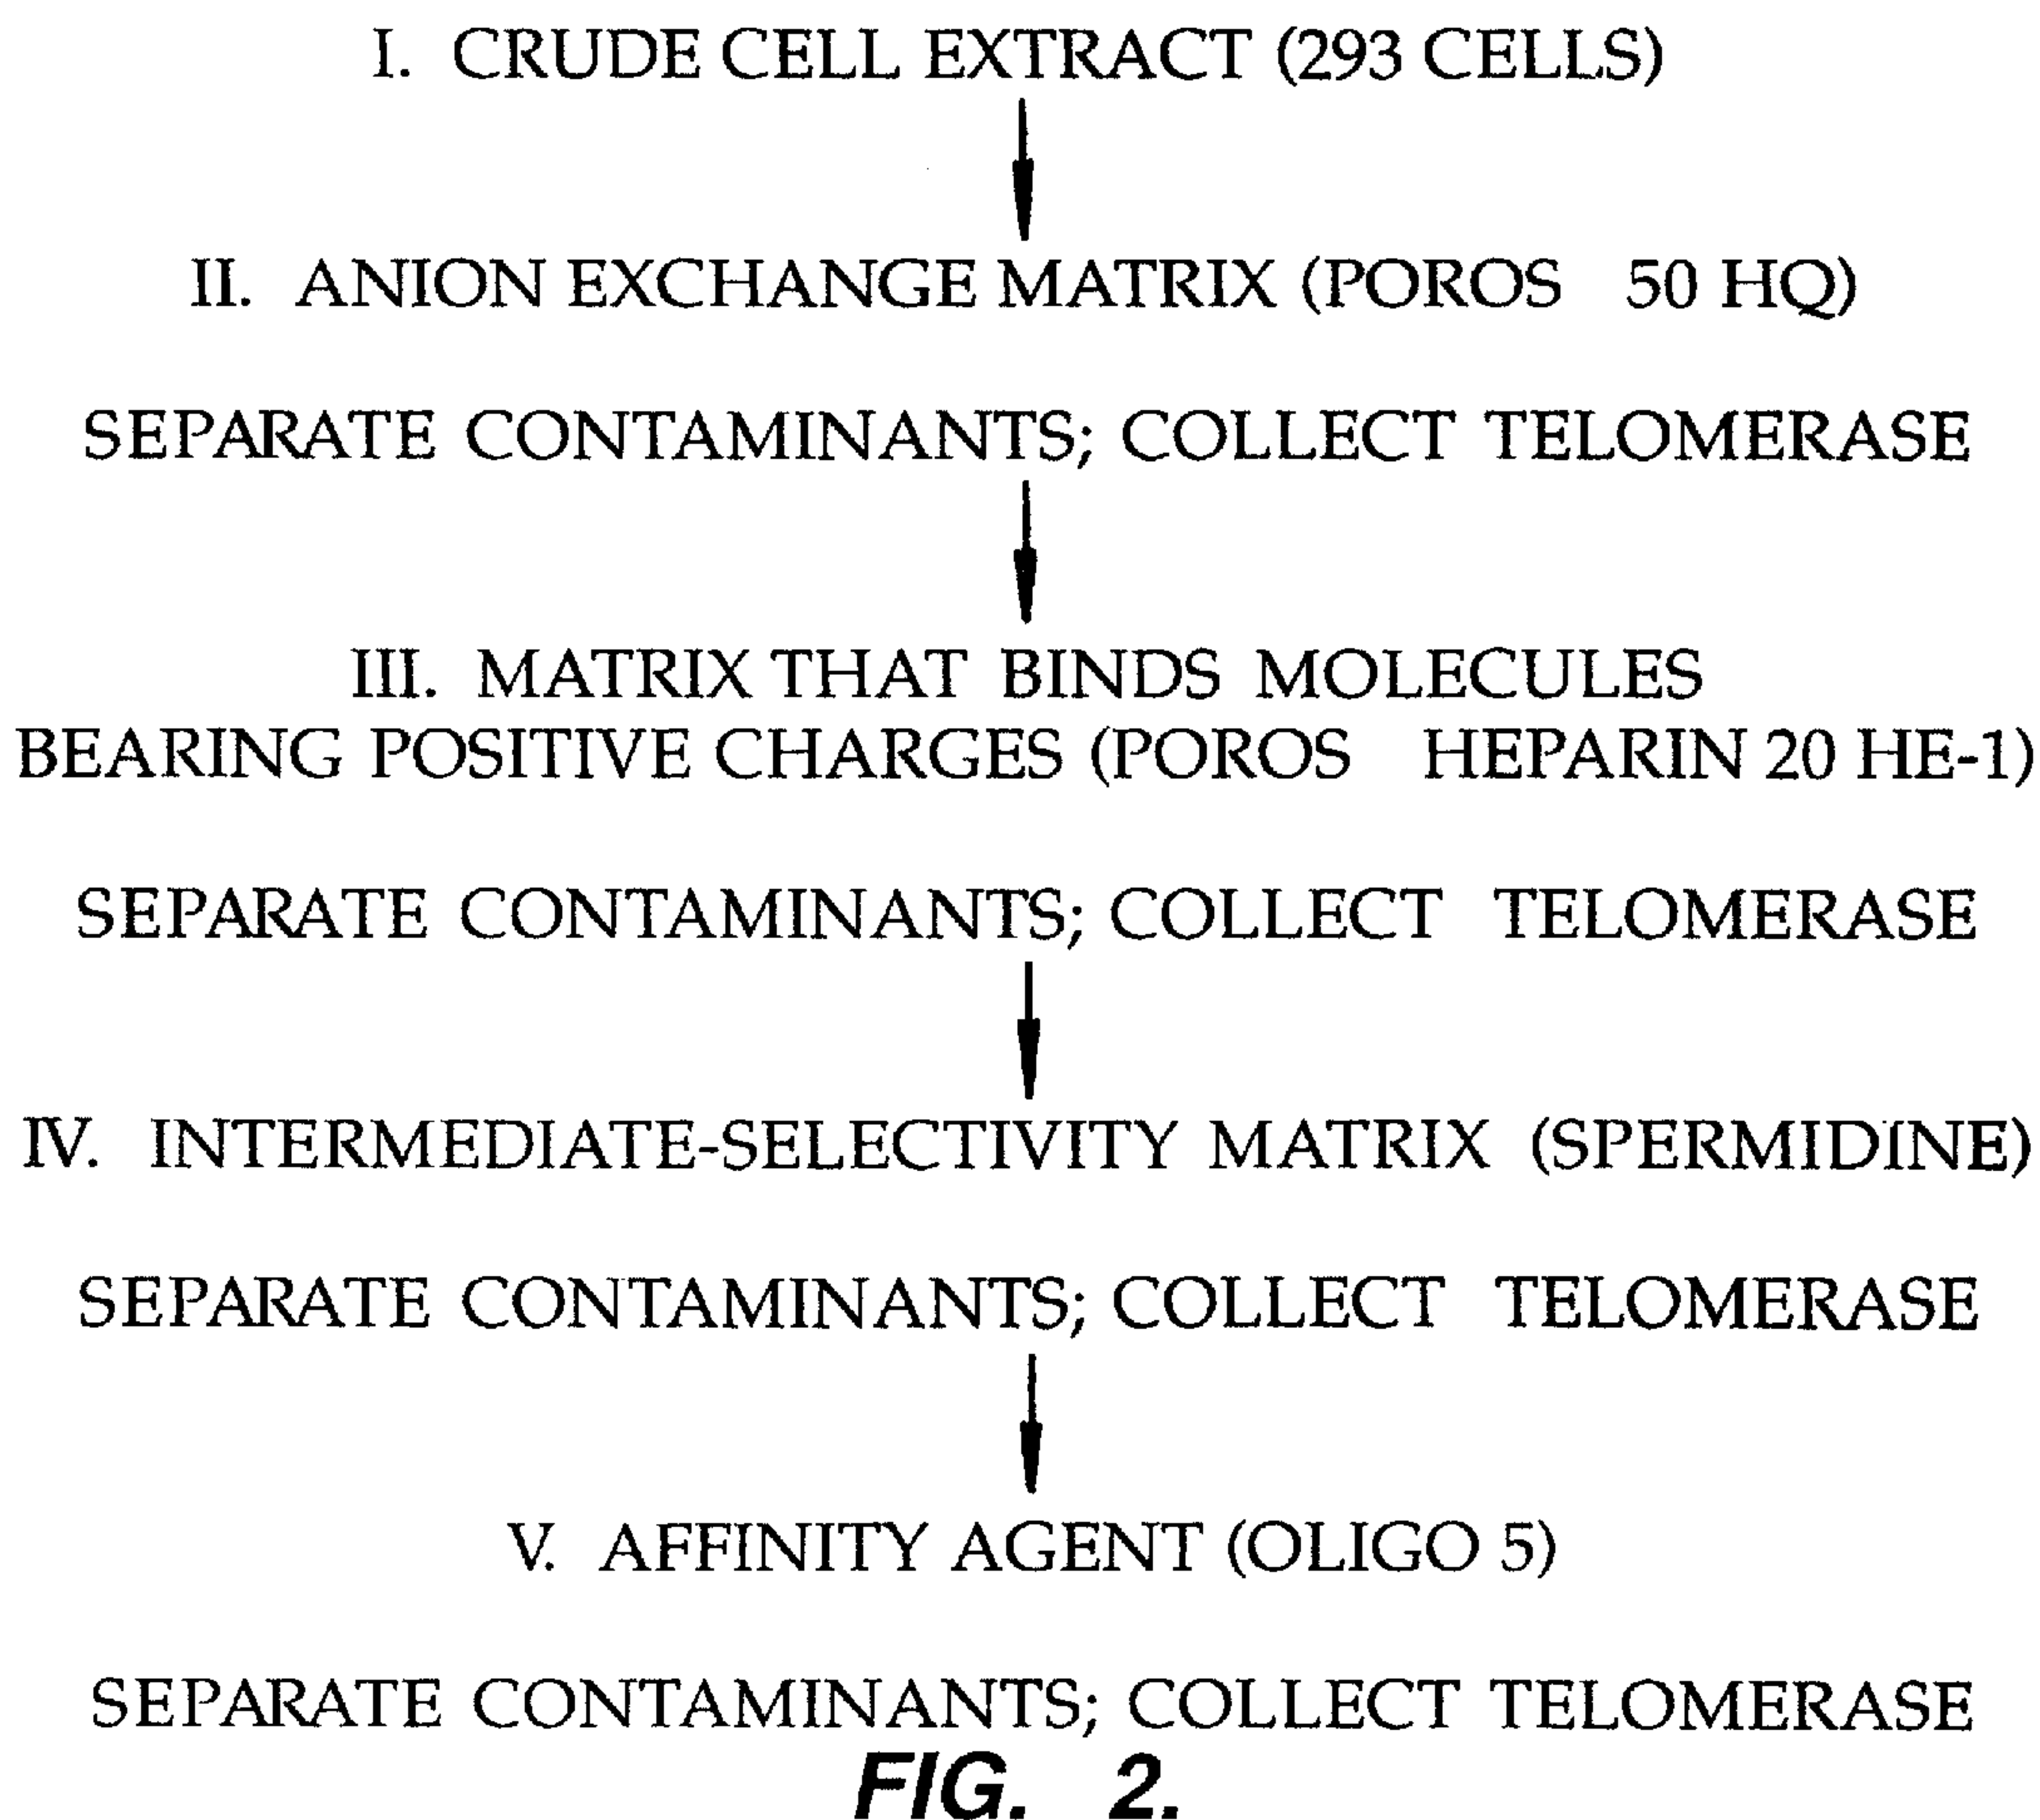 I. CRUDE CELL EXTRACT (293 CELLS)
II. ANION EXCHANGE MATRIX (POROS 50 HQ)
SEPARATE CONTAMINANTS; COLLECT TELOMERASE
III. MATRIX THAT BINDS MOLECULES
BEARING POSITIVE CHARGES (POROS HEPARIN 20 HE-1)
SEPARATE CONTAMINANTS; COLLECT TELOMERASE
IV. INTERMEDIATE-SELECTIVITY MATRIX (SPERMIDINE)
SEPARATE CONTAMINANTS; COLLECT TELOMERASE
V. AFFINITY AGENT (OLIGO 5)
SEPARATE CONTAMINANTS; COLLECT TELOMERASE
FIG. 2.